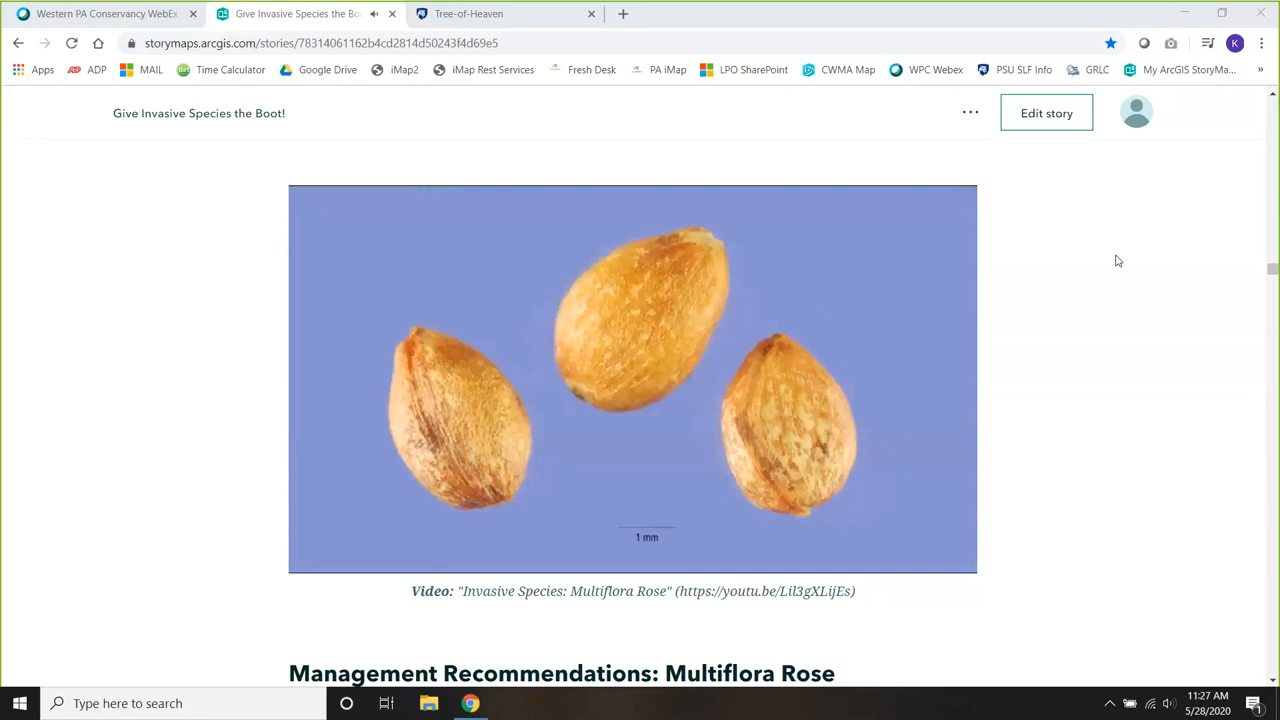 Western PA Conservancy WebEx
Give Invasive Species the Boo
Tree-of-Heaven
storymaps.arcgis.com/stories/78314061162b4cd2814d50243f4d69e5
K
Apps ADP MAIL Time Calculator Google Drive iMap2 iMap Rest Services Fresh Desk PA iMap LPO SharePoint CWMA Map WPC Webex PSU SLF Info GRLC My ArcGIS StoryMa... »
Give Invasive Species the Boot!
Edit story
1 mm
Video: "Invasive Species: Multiflora Rose" (https://youtu.be/Lil3gXLijEs)
Management Recommendations: Multiflora Rose
Type here to search
11:27 AM
5/28/2020
1